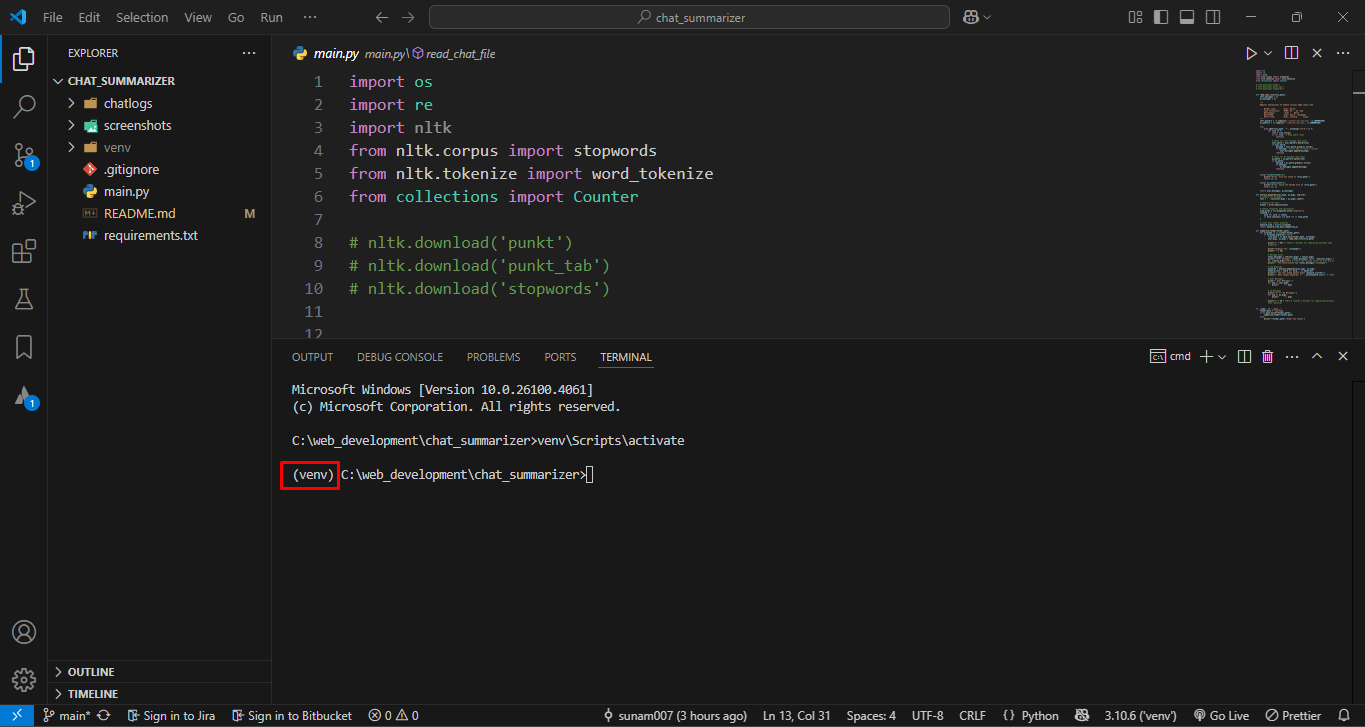 File Edit Selection View Go Run ···
chat_summarizer
EXPLORER
CHAT_SUMMARIZER
chatlogs
screenshots
venv
.gitignore
main.py
README.md M
requirements.txt
OUTLINE
TIMELINE
1
1
main.py main.py\ read_chat_file
1 import os
2 import re
3 import nltk
4 from nltk.corpus import stopwords
5 from nltk.tokenize import word_tokenize
6 from collections import Counter
7
8 # nltk.download('punkt')
9 # nltk.download('punkt_tab')
10 # nltk.download('stopwords')
11
12
OUTPUT DEBUG CONSOLE PROBLEMS PORTS TERMINAL
cmd
Microsoft Windows [Version 10.0.26100.4061]
(c) Microsoft Corporation. All rights reserved.
C:\web_development\chat_summarizer>venv\Scripts\activate
(venv) C:\web_development\chat_summarizer>
main* Sign in to Jira Sign in to Bitbucket 0 0 sunam007 (3 hours ago) Ln 13, Col 31 Spaces: 4 UTF-8 CRLF {} Python 3.10.6 ('venv') Go Live Prettier